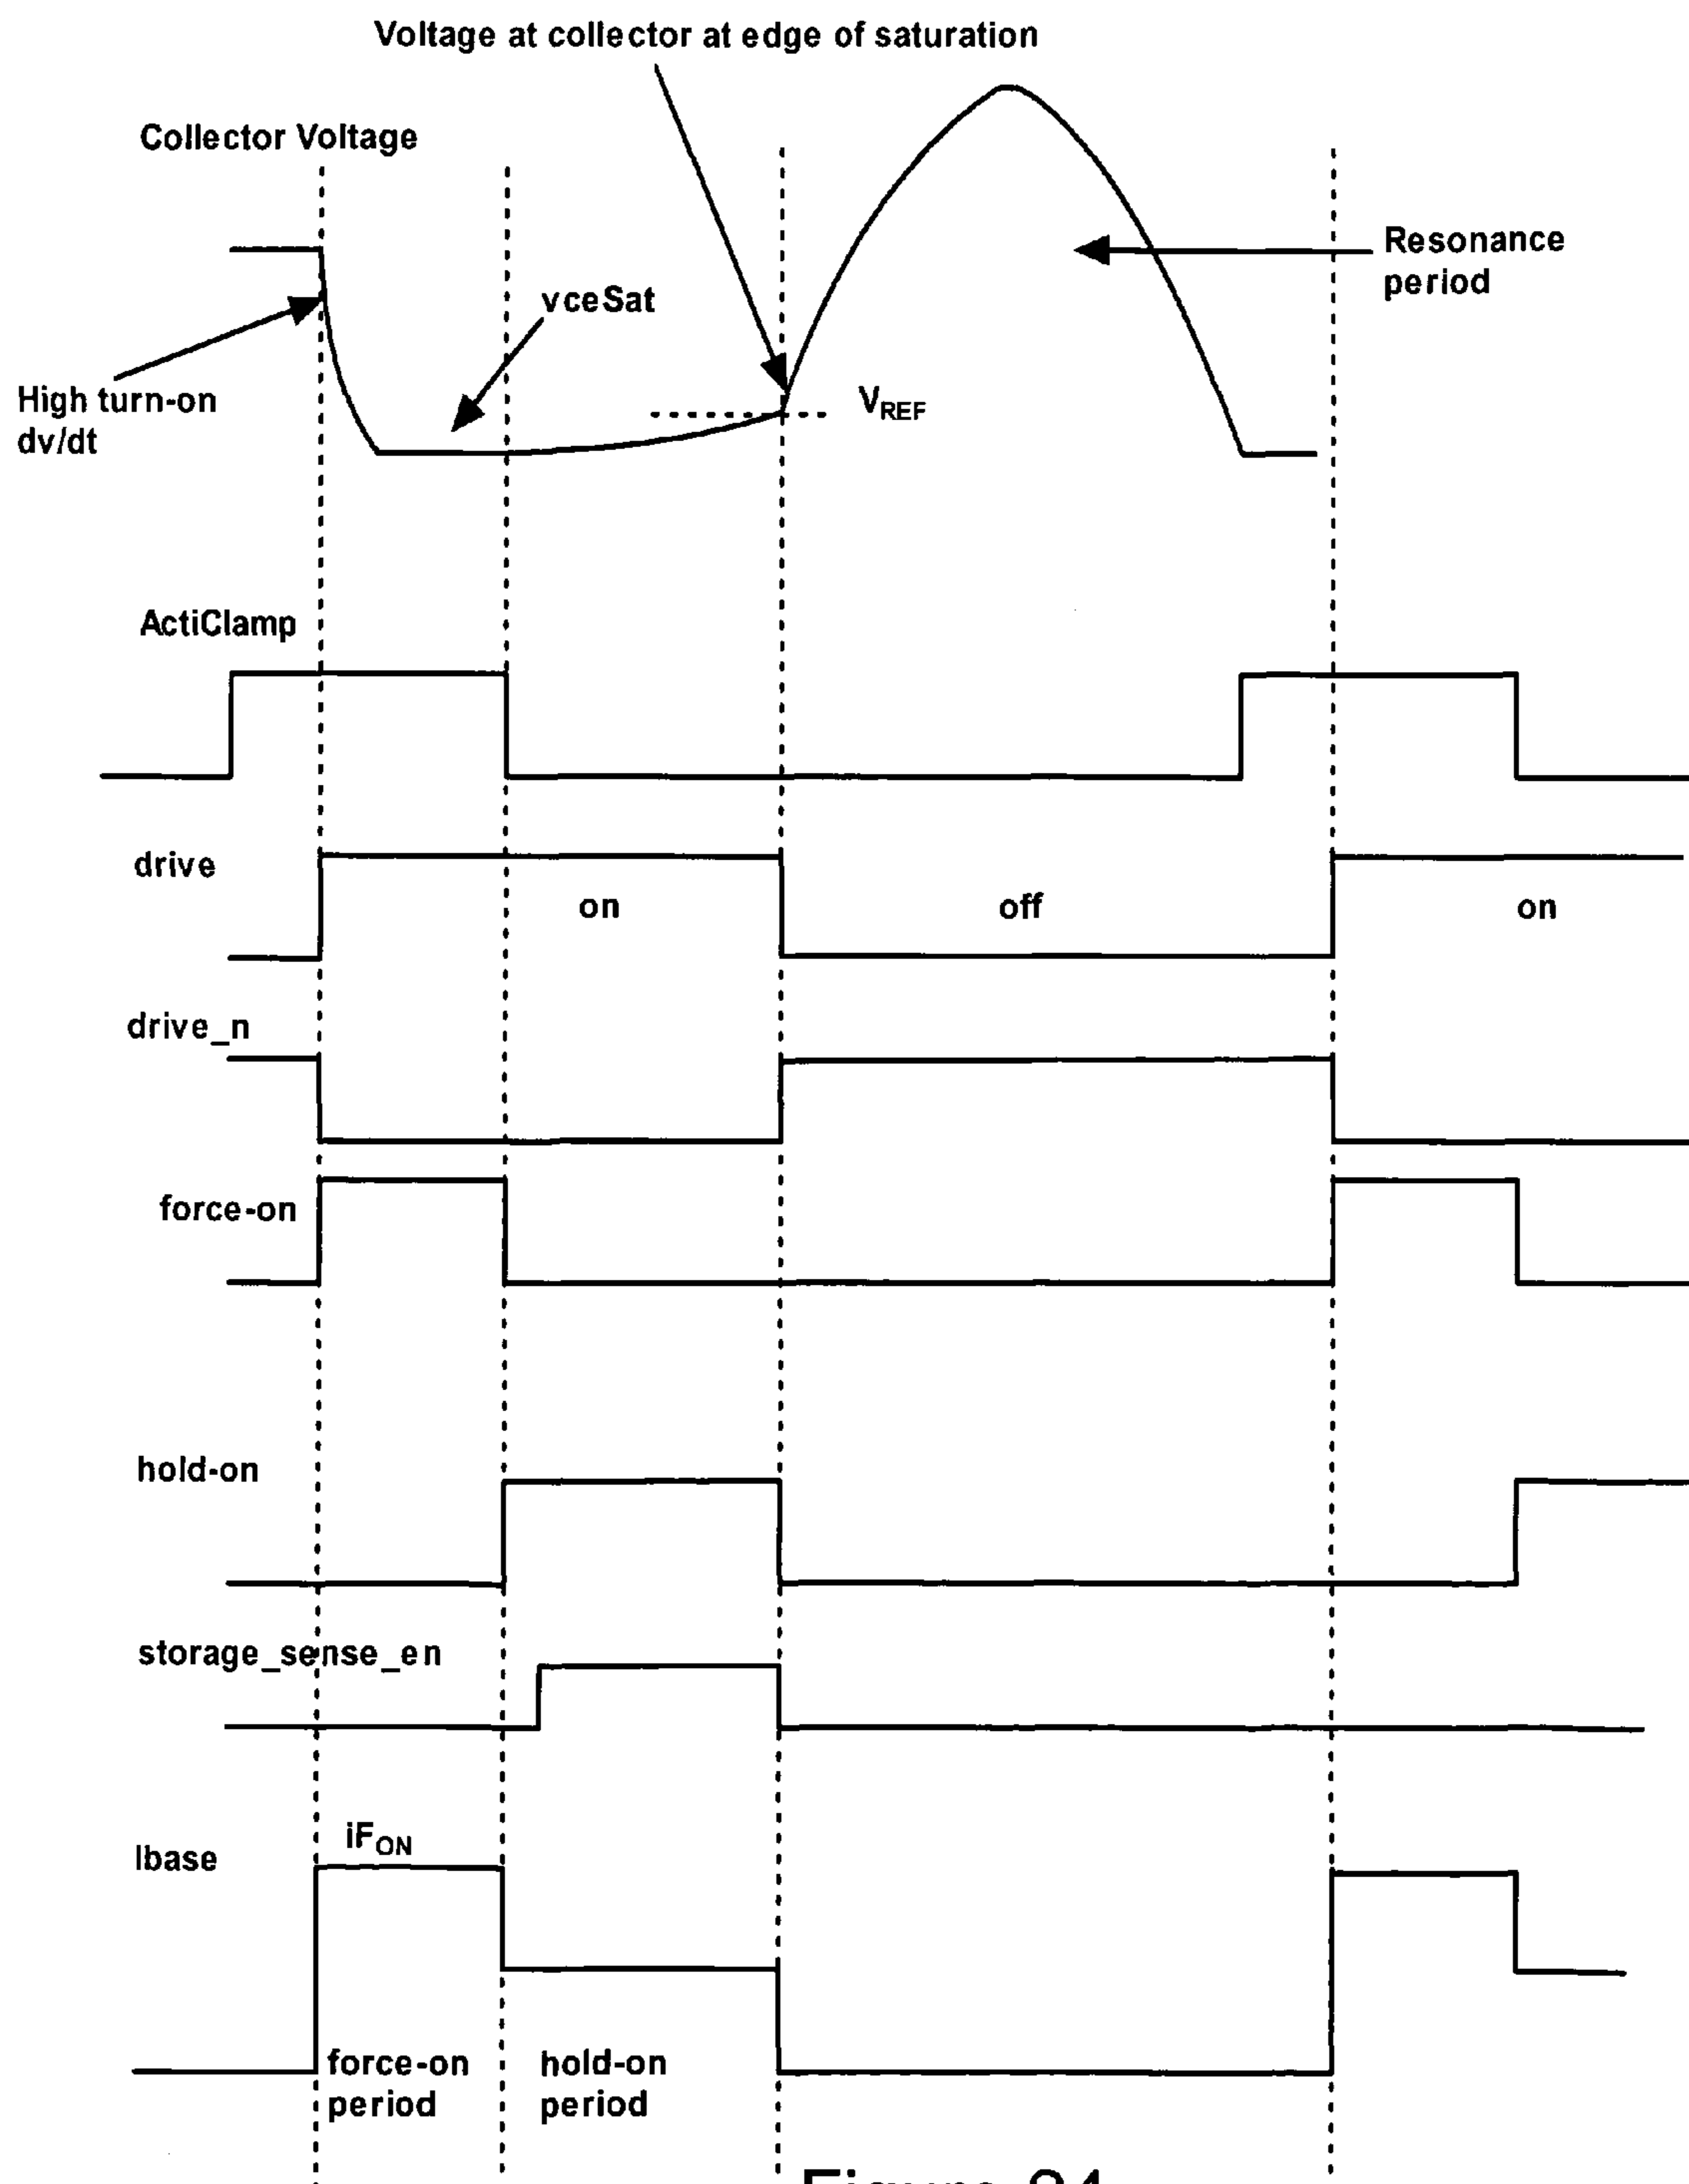 Voltage at collector at edge of saturation
Collector Voltage
Resonance
period
vceSat
High turn-on
dv/dt
VREF
ActiClamp
drive
on
off
on
drive_n
force-on
hold-on
storage_sense_en
iFON
Ibase
force-on
period
hold-on
period